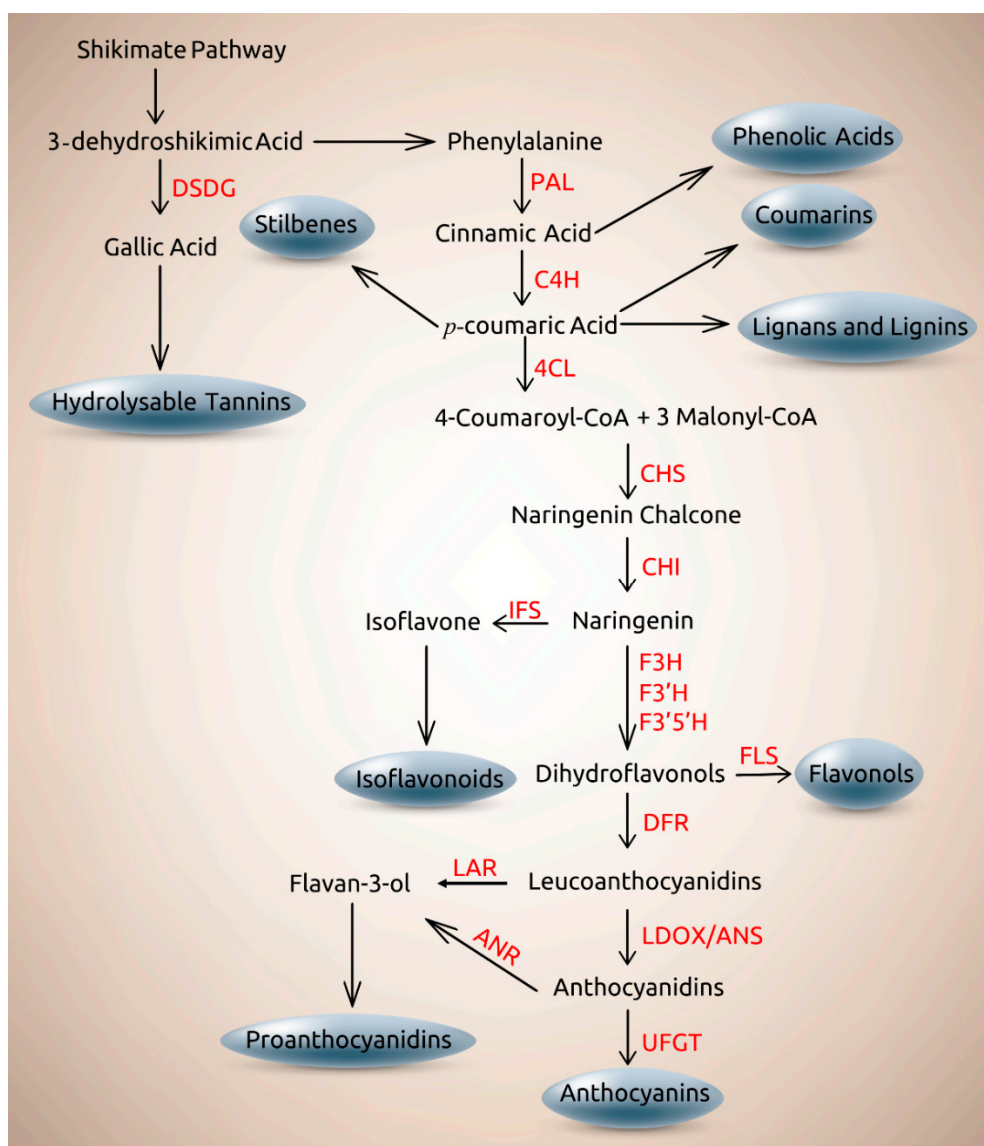 Shikimate Pathway
3-dehydroshikimic Acid
Phenylalanine
Phenolic Acids
DSDG
PAL
Stilbenes
Coumarins
Gallic Acid
Cinnamic Acid
C4H
p-coumaric Acid
Lignans and Lignins
4CL
Hydrolysable Tannins
4-Coumaroyl-CoA + 3 Malonyl-CoA
CHS
Naringenin Chalcone
CHI
Isoflavone
IFS
Naringenin
F3H
F3’H
F3’5’H
Isoflavonoids
Dihydroflavonols
FLS
Flavonols
DFR
Flavan-3-ol
LAR
Leucoanthocyanidins
ANR
LDOX/ANS
Anthocyanidins
Proanthocyanidins
UFGT
Anthocyanins